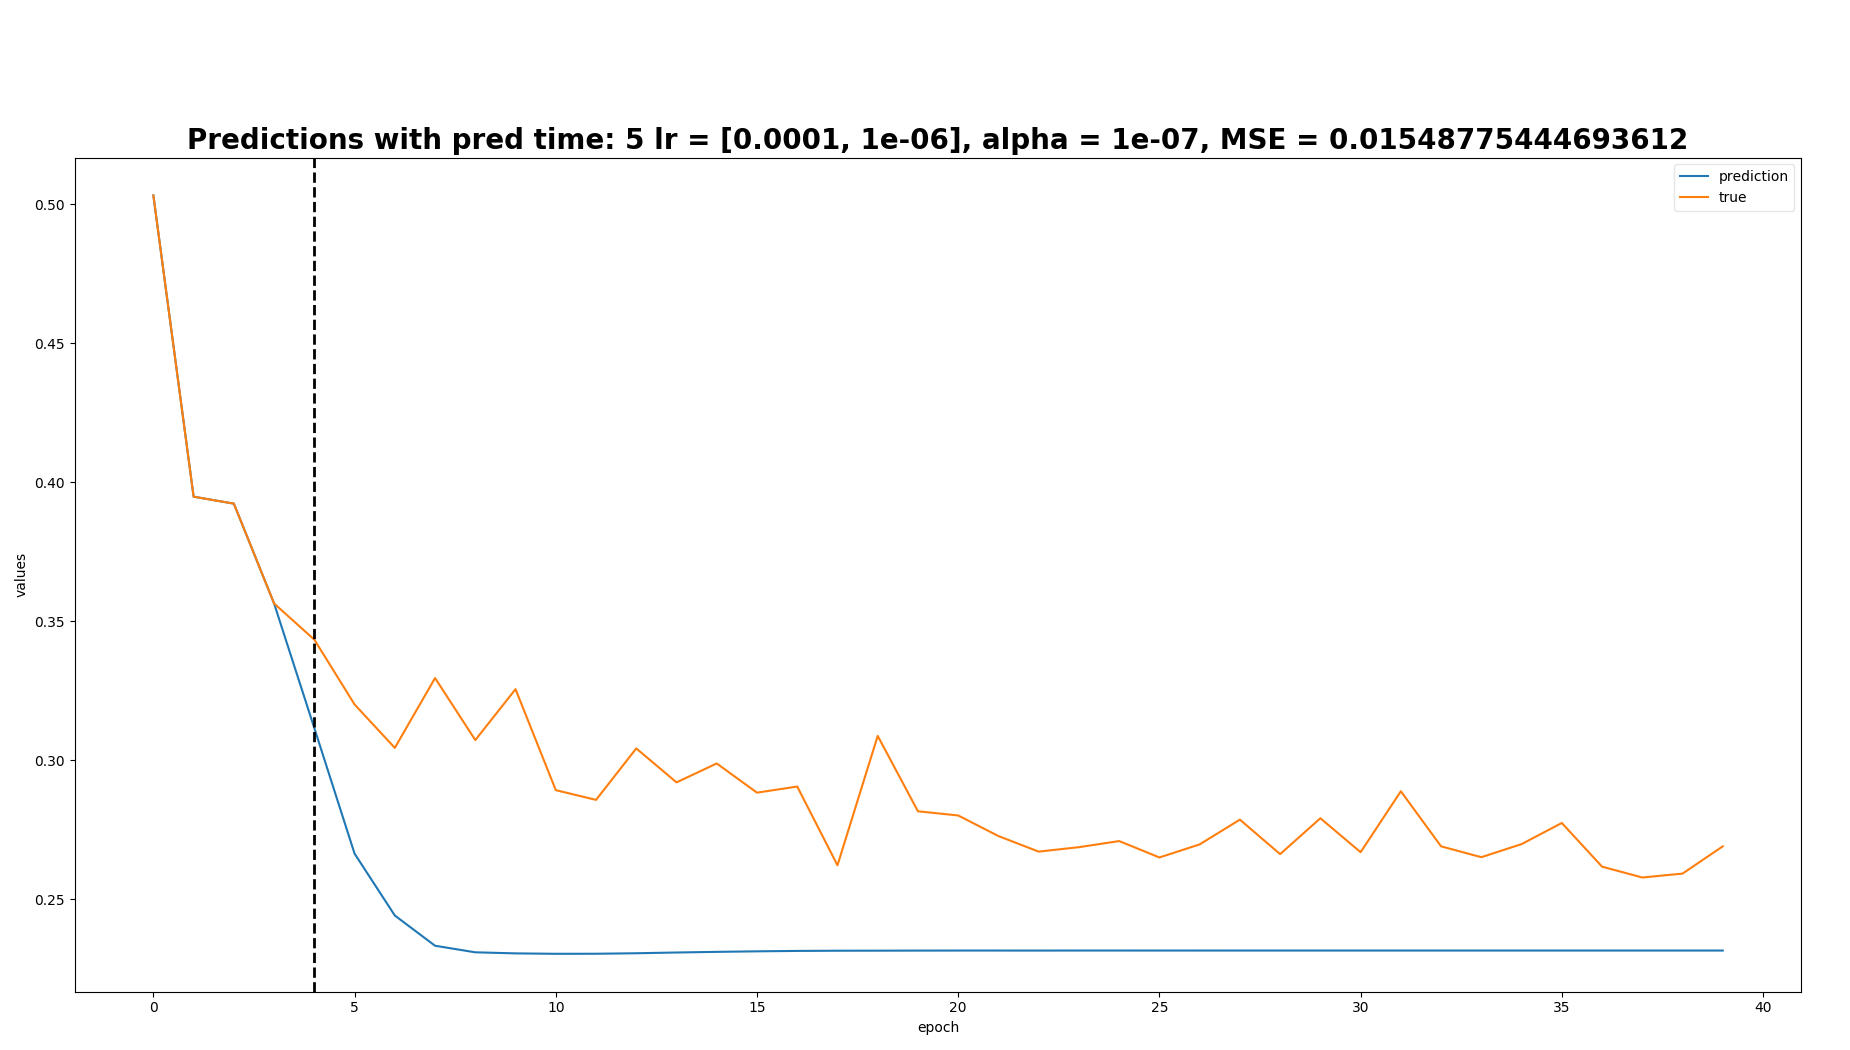 Predictions with pred time: 5 lr = [0.0001, 1e-06], alpha = 1e-07, MSE = 0.01548775444693612
prediction
true
0.50
0.45
0.40
0.35
0.30
0.25
values
0 5 10 15 20 25 30 35 40
epoch